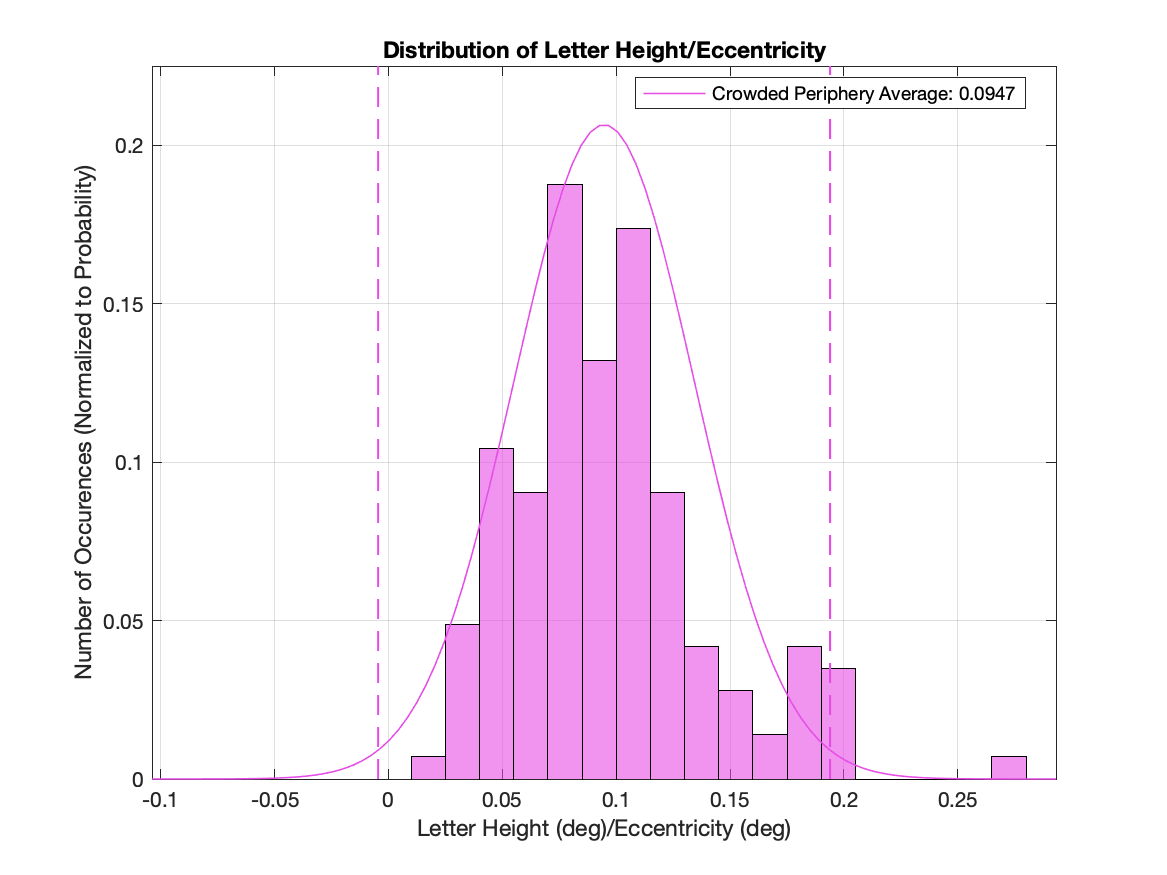 Distribution of Letter Height/Eccentricity
Crowded Periphery Average: 0.0947
Number of Occurences (Normalized to Probability)
0.2
0.15
0.1
0.05
0
-0.1 -0.05 0 0.05 0.1 0.15 0.2 0.25
Letter Height (deg)/Eccentricity (deg)